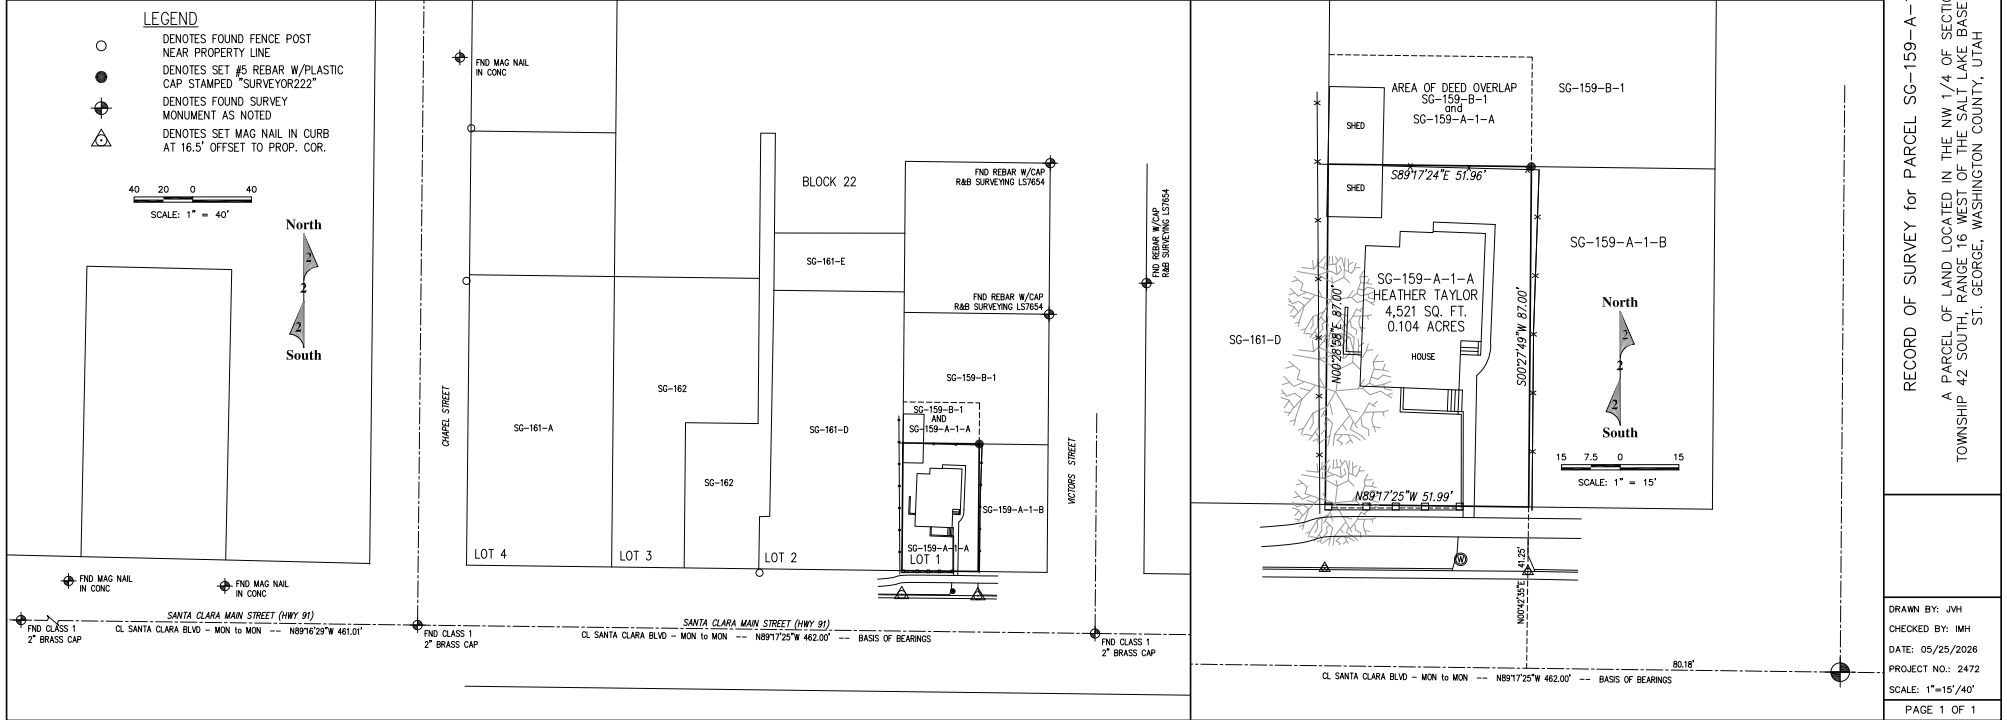 LEGEND
DENOTES FOUND FENCE POST
NEAR PROPERTY LINE
DENOTES SET #5 REBAR W/PLASTIC
CAP STAMPED "SURVEYOR222"
DENOTES FOUND SURVEY
MONUMENT AS NOTED
DENOTES SET MAG NAIL IN CURB
AT 16.5' OFFSET TO PROP. COR.
40 20 0 40
SCALE: 1" = 40'
North
2
2
2
South
FND MAG NAIL
IN CONC
CHAPEL STREET
BLOCK 22
SG-161-E
SG-162
SG-161-A
SG-161-D
SG-162
LOT 4
LOT 3
LOT 2
FND REBAR W/CAP
R&B SURVEYING LS7654
FND REBAR W/CAP
R&B SURVEYING LS7654
SG-159-B-1
SG-159-B-1
AND
SG-159-A-1-A
SG-159-A-1-B
SG-159-A-1-A
LOT 1
VICTORS STREET
FND REBAR W/CAP
R&B SURVEYING LS7654
FND MAG NAIL
IN CONC
FND MAG NAIL
IN CONC
FND CLASS 1
2" BRASS CAP
SANTA CLARA MAIN STREET (HWY 91)
CL SANTA CLARA BLVD - MON to MON -- N89°16'29"W 461.01'
FND CLASS 1
2" BRASS CAP
SANTA CLARA MAIN STREET (HWY 91)
CL SANTA CLARA BLVD - MON to MON -- N89°17'25"W 462.00' -- BASIS OF BEARINGS
FND CLASS 1
2" BRASS CAP
AREA OF DEED OVERLAP
SG-159-B-1
and
SG-159-A-1-A
SG-159-B-1
SHED
SHED
S89°17'24"E 51.96'
SG-159-A-1-B
SG-159-A-1-A
HEATHER TAYLOR
4,521 SQ. FT.
0.104 ACRES
HOUSE
N00°28'58"E 87.00'
S00°27'49"W 87.00'
SG-161-D
North
2
2
2
South
15 7.5 0 15
SCALE: 1" = 15'
N89°17'25"W 51.99'
W
N00°42'35"E 41.25'
80.18'
CL SANTA CLARA BLVD - MON to MON -- N89°17'25"W 462.00' -- BASIS OF BEARINGS
RECORD OF SURVEY for PARCEL SG-159-A-
A PARCEL OF LAND LOCATED IN THE NW 1/4 OF
TOWNSHIP 42 SOUTH, RANGE 16 WEST OF THE SALT LAKE BASE
ST. GEORGE, WASHINGTON COUNTY, UTAH
DRAWN BY: JVH
CHECKED BY: IMH
DATE: 05/25/2026
PROJECT NO.: 2472
SCALE: 1"=15'/40'
PAGE 1 OF 1